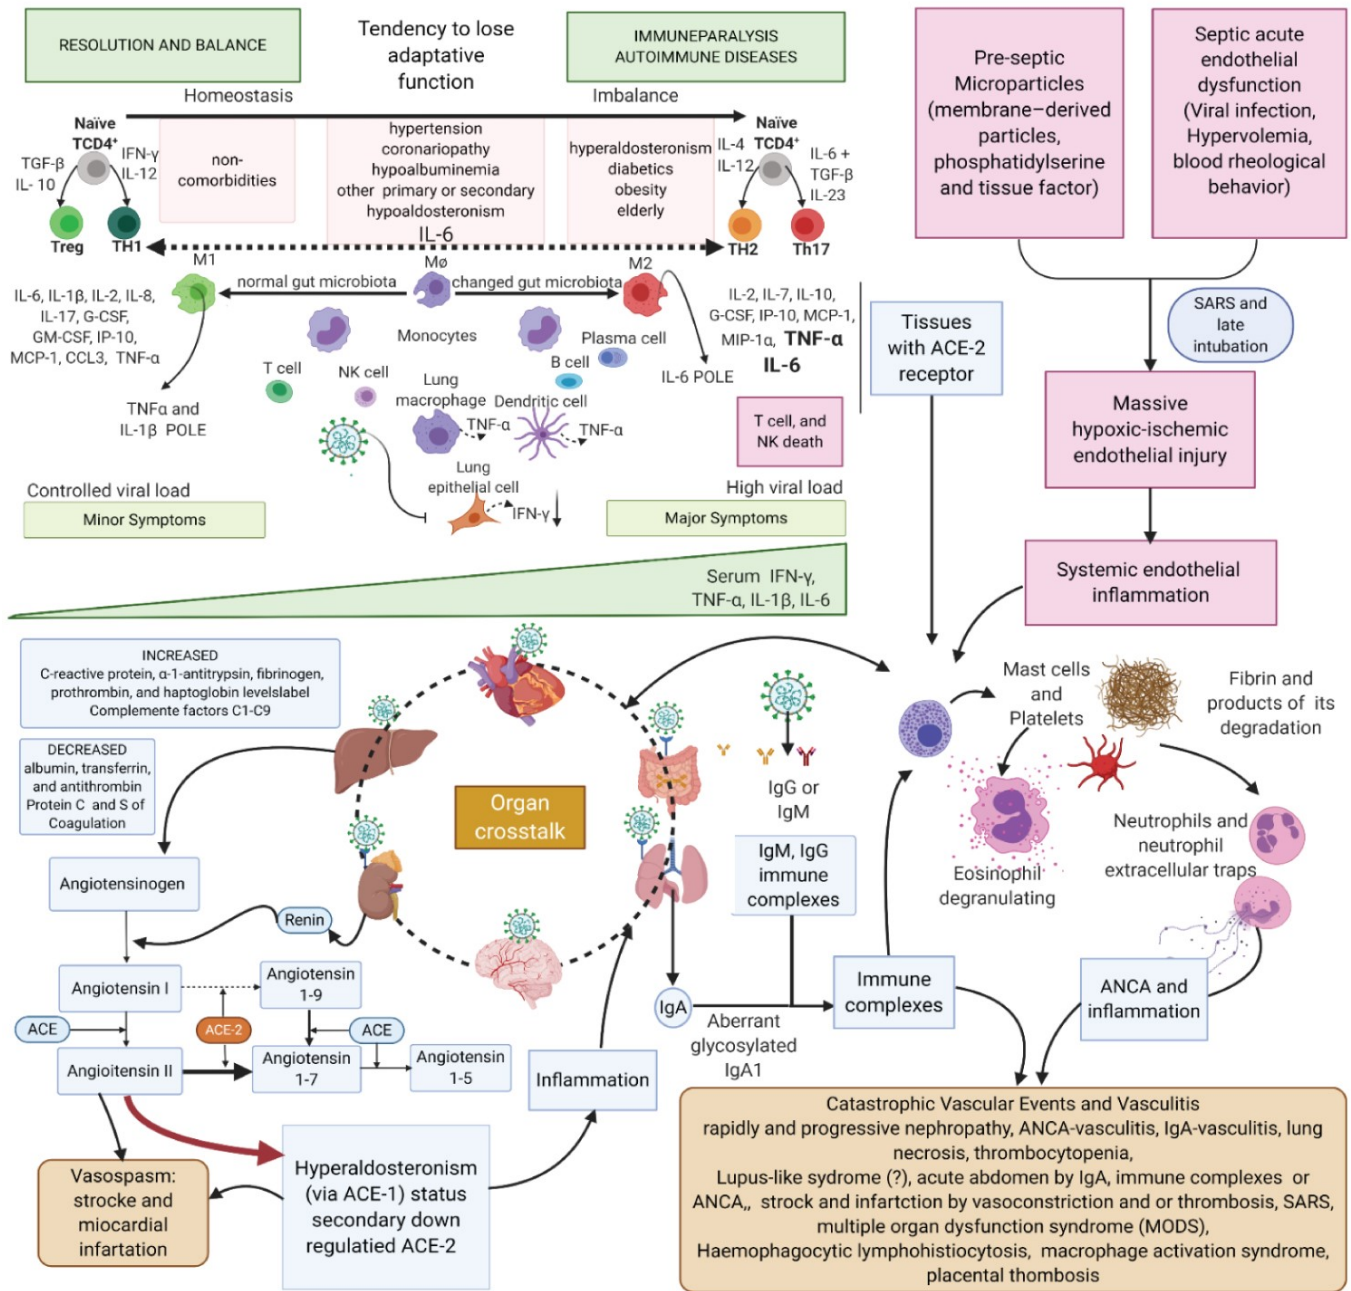 RESOLUTION AND BALANCE
Tendency to lose
adaptative
function
IMMUNEPARALYSIS
AUTOIMMUNE DISEASES
Homeostasis
Imbalance
Naïve
TCD4⁺
TGF-β
IL- 10
IFN-γ
IL-12
Treg
TH1
non-
comorbidities
hypertension
coronariopathy
hypoalbuminemia
other primary or secondary
hypoaldosteronism
IL-6
hyperaldosteronism
diabetics
obesity
elderly
Naïve
TCD4⁺
IL-4
IL-12
IL-6 +
TGF-β
IL-23
TH2
Th17
M1
normal gut microbiota
Mø
changed gut microbiota
M2
IL-6, IL-1β, IL-2, IL-8,
IL-17, G-CSF,
GM-CSF, IP-10,
MCP-1, CCL3, TNF-α
TNFα and
IL-1β POLE
Monocytes
T cell
NK cell
Lung
macrophage
TNF-α
Dendritic cell
TNF-α
B cell
Plasma cell
Lung
epithelial cell
IFN-γ
IL-6 POLE
IL-2, IL-7, IL-10,
G-CSF, IP-10, MCP-1,
MIP-1α, TNF-α
IL-6
T cell, and
NK death
Controlled viral load
Minor Symptoms
High viral load
Major Symptoms
Serum IFN-γ,
TNF-α, IL-1β, IL-6
Pre-septic
Microparticles
(membrane–derived
particles,
phosphatidylserine
and tissue factor)
Septic acute
endothelial
dysfunction
(Viral infection,
Hypervolemia,
blood rheological
behavior)
SARS and
late
intubation
Tissues
with ACE-2
receptor
Massive
hypoxic-ischemic
endothelial injury
Systemic endothelial
inflammation
INCREASED
C-reactive protein, α-1-antitrypsin, fibrinogen,
prothrombin, and haptoglobin levelslabel
Complemente factors C1-C9
DECREASED
albumin, transferrin,
and antithrombin
Protein C and S of
Coagulation
Organ
crosstalk
Angiotensinogen
Renin
Angiotensin I
Angiotensin
1-9
ACE
ACE-2
ACE
Angioitensin II
Angiotensin
1-7
Angiotensin
1-5
Vasospasm:
strocke and
miocardial
infartation
Hyperaldosteronism
(via ACE-1) status
secondary down
regulatied ACE-2
Inflammation
IgG or
IgM
IgM, IgG
immune
complexes
IgA
Aberrant
glycosylated
IgA1
Immune
complexes
Mast cells
and
Platelets
Eosinophil
degranulating
Fibrin and
products of its
degradation
Neutrophils and
neutrophil
extracellular traps
ANCA and
inflammation
Catastrophic Vascular Events and Vasculitis
rapidly and progressive nephropathy, ANCA-vasculitis, IgA-vasculitis, lung
necrosis, thrombocytopenia,
Lupus-like sydrome (?), acute abdomen by IgA, immune complexes or
ANCA,, strock and infartction by vasoconstriction and or thrombosis, SARS,
multiple organ dysfunction syndrome (MODS),
Haemophagocytic lymphohistiocytosis, macrophage activation syndrome,
placental thombosis